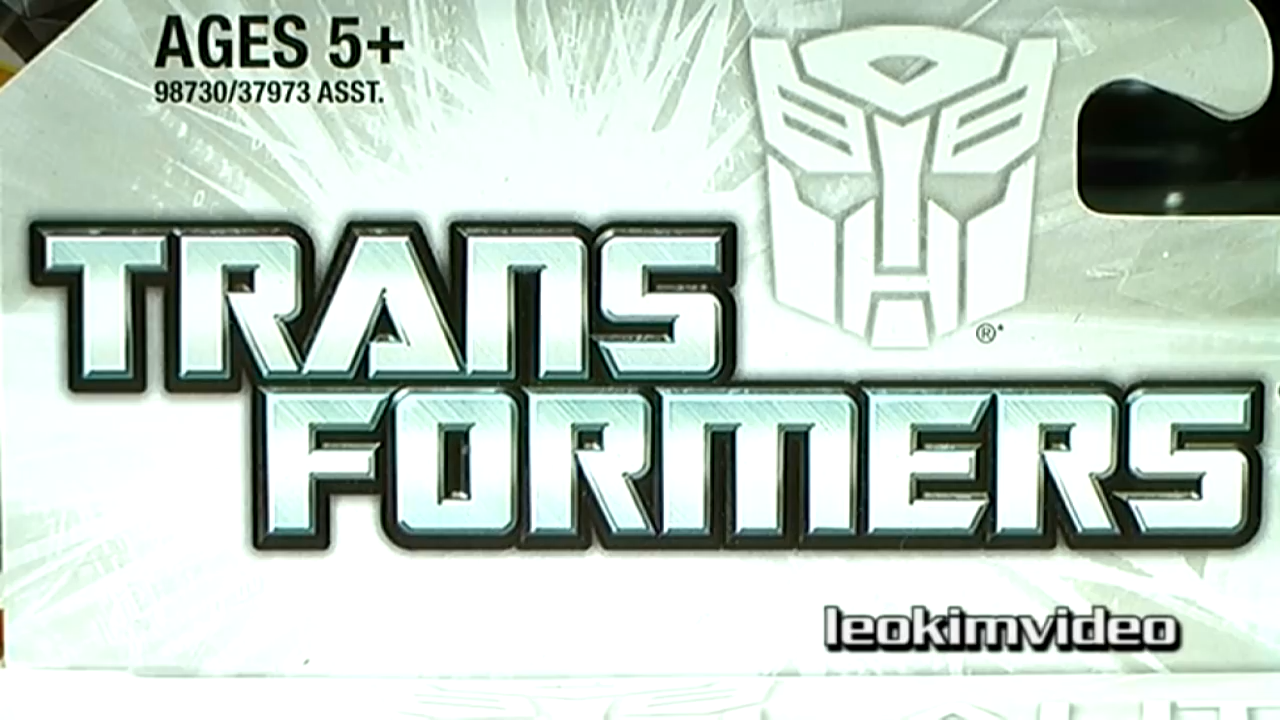 AGES 5+
98730/37973 ASST.
®*
TRANS
FORMERS
leokimvideo